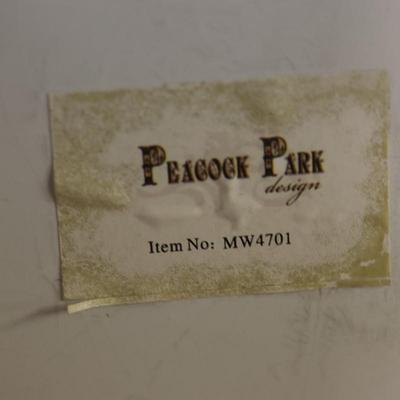 PEACOCK PARK
design
Item No: MW4701